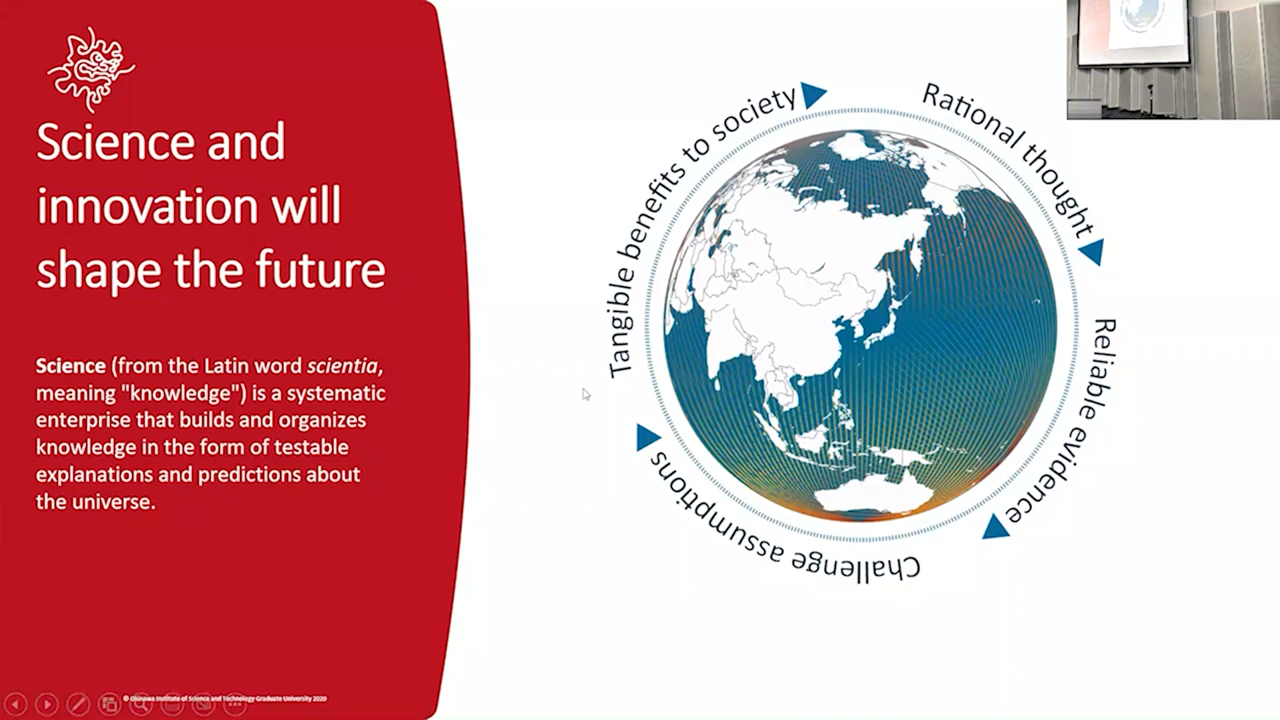 Science and
innovation will
shape the future
Science (from the Latin word scientia,
meaning "knowledge") is a systematic
enterprise that builds and organizes
knowledge in the form of testable
explanations and predictions about
the universe.
© Okinawa Institute of Science and Technology Graduate University 2020
Tangible benefits to society
Rational thought
Reliable evidence
Challenge assumptions